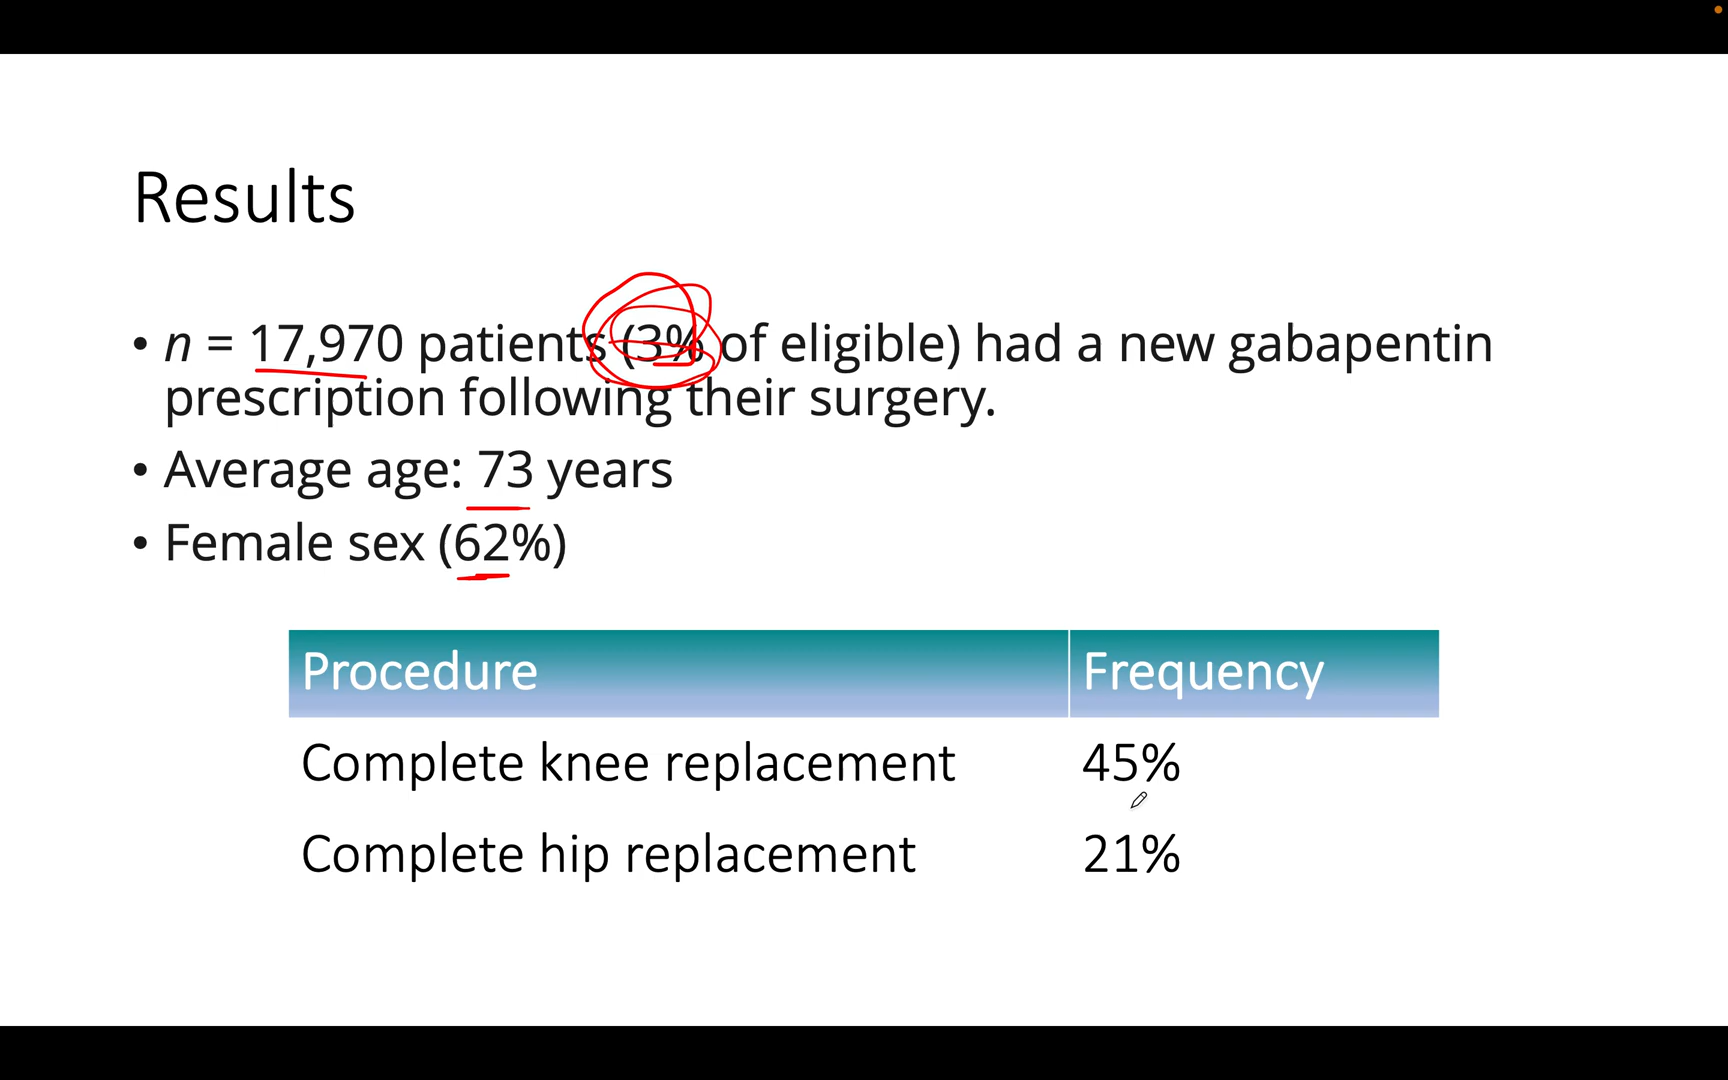 Results
• n = 17,970 patients (3% of eligible) had a new gabapentin
prescription following their surgery.
• Average age: 73 years
• Female sex (62%)
Procedure Frequency
Complete knee replacement 45%
Complete hip replacement 21%